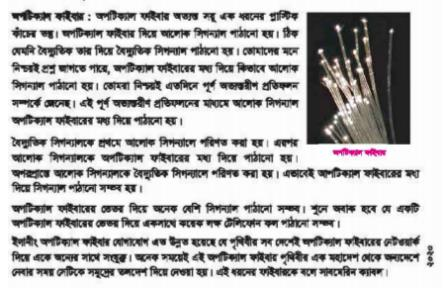 অপটিক্যাল ফাইবার : অপটিক্যাল ফাইবার অত্যন্ত সরু এক ধরনের প্লাস্টিক
কাঁচের তন্তু। অপটিক্যাল ফাইবার দিয়ে আলোক সিগন্যাল পাঠানো হয়। ঠিক
যেমনি বৈদ্যুতিক তার দিয়ে বৈদ্যুতিক সিগন্যাল পাঠানো হয়। তোমাদের মনে
নিশ্চয়ই প্রশ্ন জাগতে পারে, অপটিক্যাল ফাইবারের মধ্য দিয়ে কিভাবে আলোক
সিগন্যাল পাঠানো হয়। তোমরা নিশ্চয়ই এতদিনে পূর্ণ অভ্যন্তরীণ প্রতিফলন
সম্পর্কে জেনেছ। এই পূর্ণ অভ্যন্তরীণ প্রতিফলনের মাধ্যমে আলোক সিগন্যাল
অপটিক্যাল ফাইবারের মধ্য দিয়ে পাঠানো হয়।
অপটিক্যাল ফাইবার
বৈদ্যুতিক সিগন্যালকে প্রথমে আলোক সিগন্যালে পরিণত করা হয়। এরপর
আলোক সিগন্যালকে অপটিক্যাল ফাইবারের মধ্য দিয়ে পাঠানো হয়।
অপরপ্রান্তে আলোক সিগন্যালকে বৈদ্যুতিক সিগন্যালে পরিণত করা হয়। এভাবেই অপটিক্যাল ফাইবারের মধ্য
দিয়ে সিগন্যাল পাঠানো সম্ভব হয়।
অপটিক্যাল ফাইবারের ভেতর দিয়ে অনেক বেশি সিগন্যাল পাঠানো সম্ভব। শুনে অবাক হবে যে একটি
অপটিক্যাল ফাইবারের ভেতর দিয়ে একসাথে কয়েক লক্ষ টেলিফোন কল পাঠানো সম্ভব।
ইদানীং অপটিক্যাল ফাইবার যোগাযোগ এত উন্নত হয়েছে যে পৃথিবীর সব দেশেই অপটিক্যাল ফাইবারের নেটওয়ার্ক
দিয়ে একে অন্যের সাথে সংযুক্ত। অনেক সময়েই এই অপটিক্যাল ফাইবার পৃথিবীর এক মহাদেশ থেকে অন্যদেশে
নেবার সময় সেটিকে সমুদ্রের তলদেশ দিয়ে নেওয়া হয়। এই ধরনের ফাইবারকে বলে সাবমেরিন ক্যাবল।
২০২০